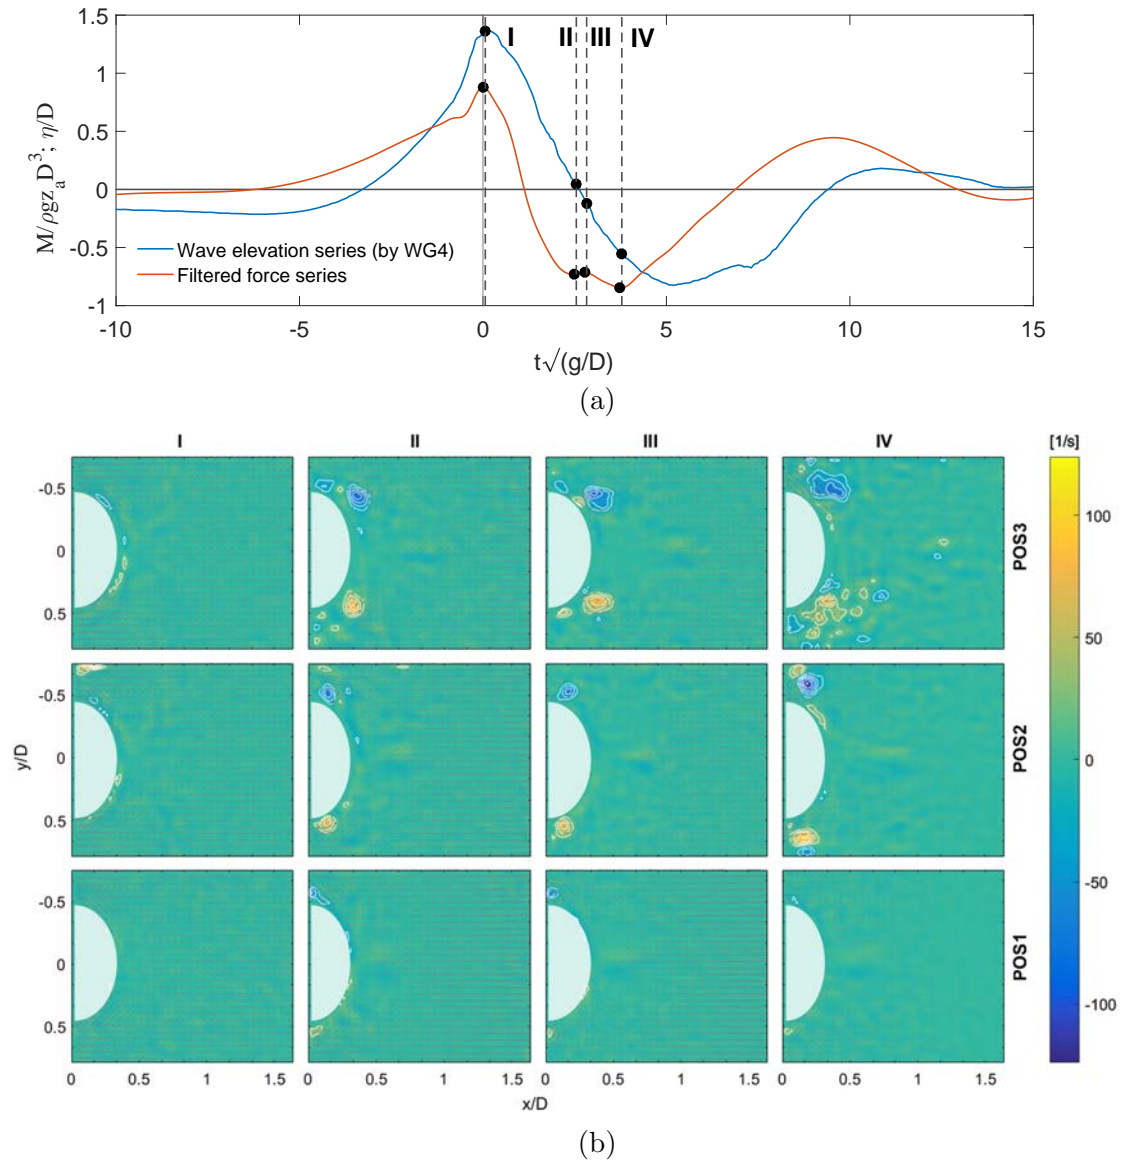 (a)
1.5
1
0.5
0
-0.5
-1
M/ρgz_a D^3; η/D
I
II
III
IV
Wave elevation series (by WG4)
Filtered force series
-10
-5
0
5
10
15
t√(g/D)
(a)
I
II
III
IV
[1/s]
-0.5
0
0.5
POS3
-0.5
0
0.5
POS2
-0.5
0
0.5
POS1
y/D
100
50
0
-50
-100
0 0.5 1 1.5
0 0.5 1 1.5
0 0.5 1 1.5
0 0.5 1 1.5
x/D
(b)